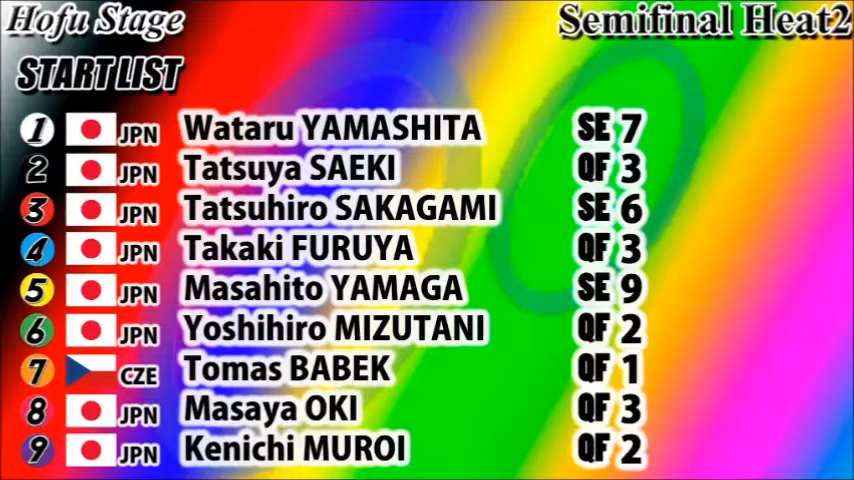 Hofu Stage Semifinal Heat2
START LIST
1 JPN Wataru YAMASHITA SE 7
2 JPN Tatsuya SAEKI QF 3
3 JPN Tatsuhiro SAKAGAMI SE 6
4 JPN Takaki FURUYA QF 3
5 JPN Masahito YAMAGA SE 9
6 JPN Yoshihiro MIZUTANI QF 2
7 CZE Tomas BABEK QF 1
8 JPN Masaya OKI QF 3
9 JPN Kenichi MUROI QF 2